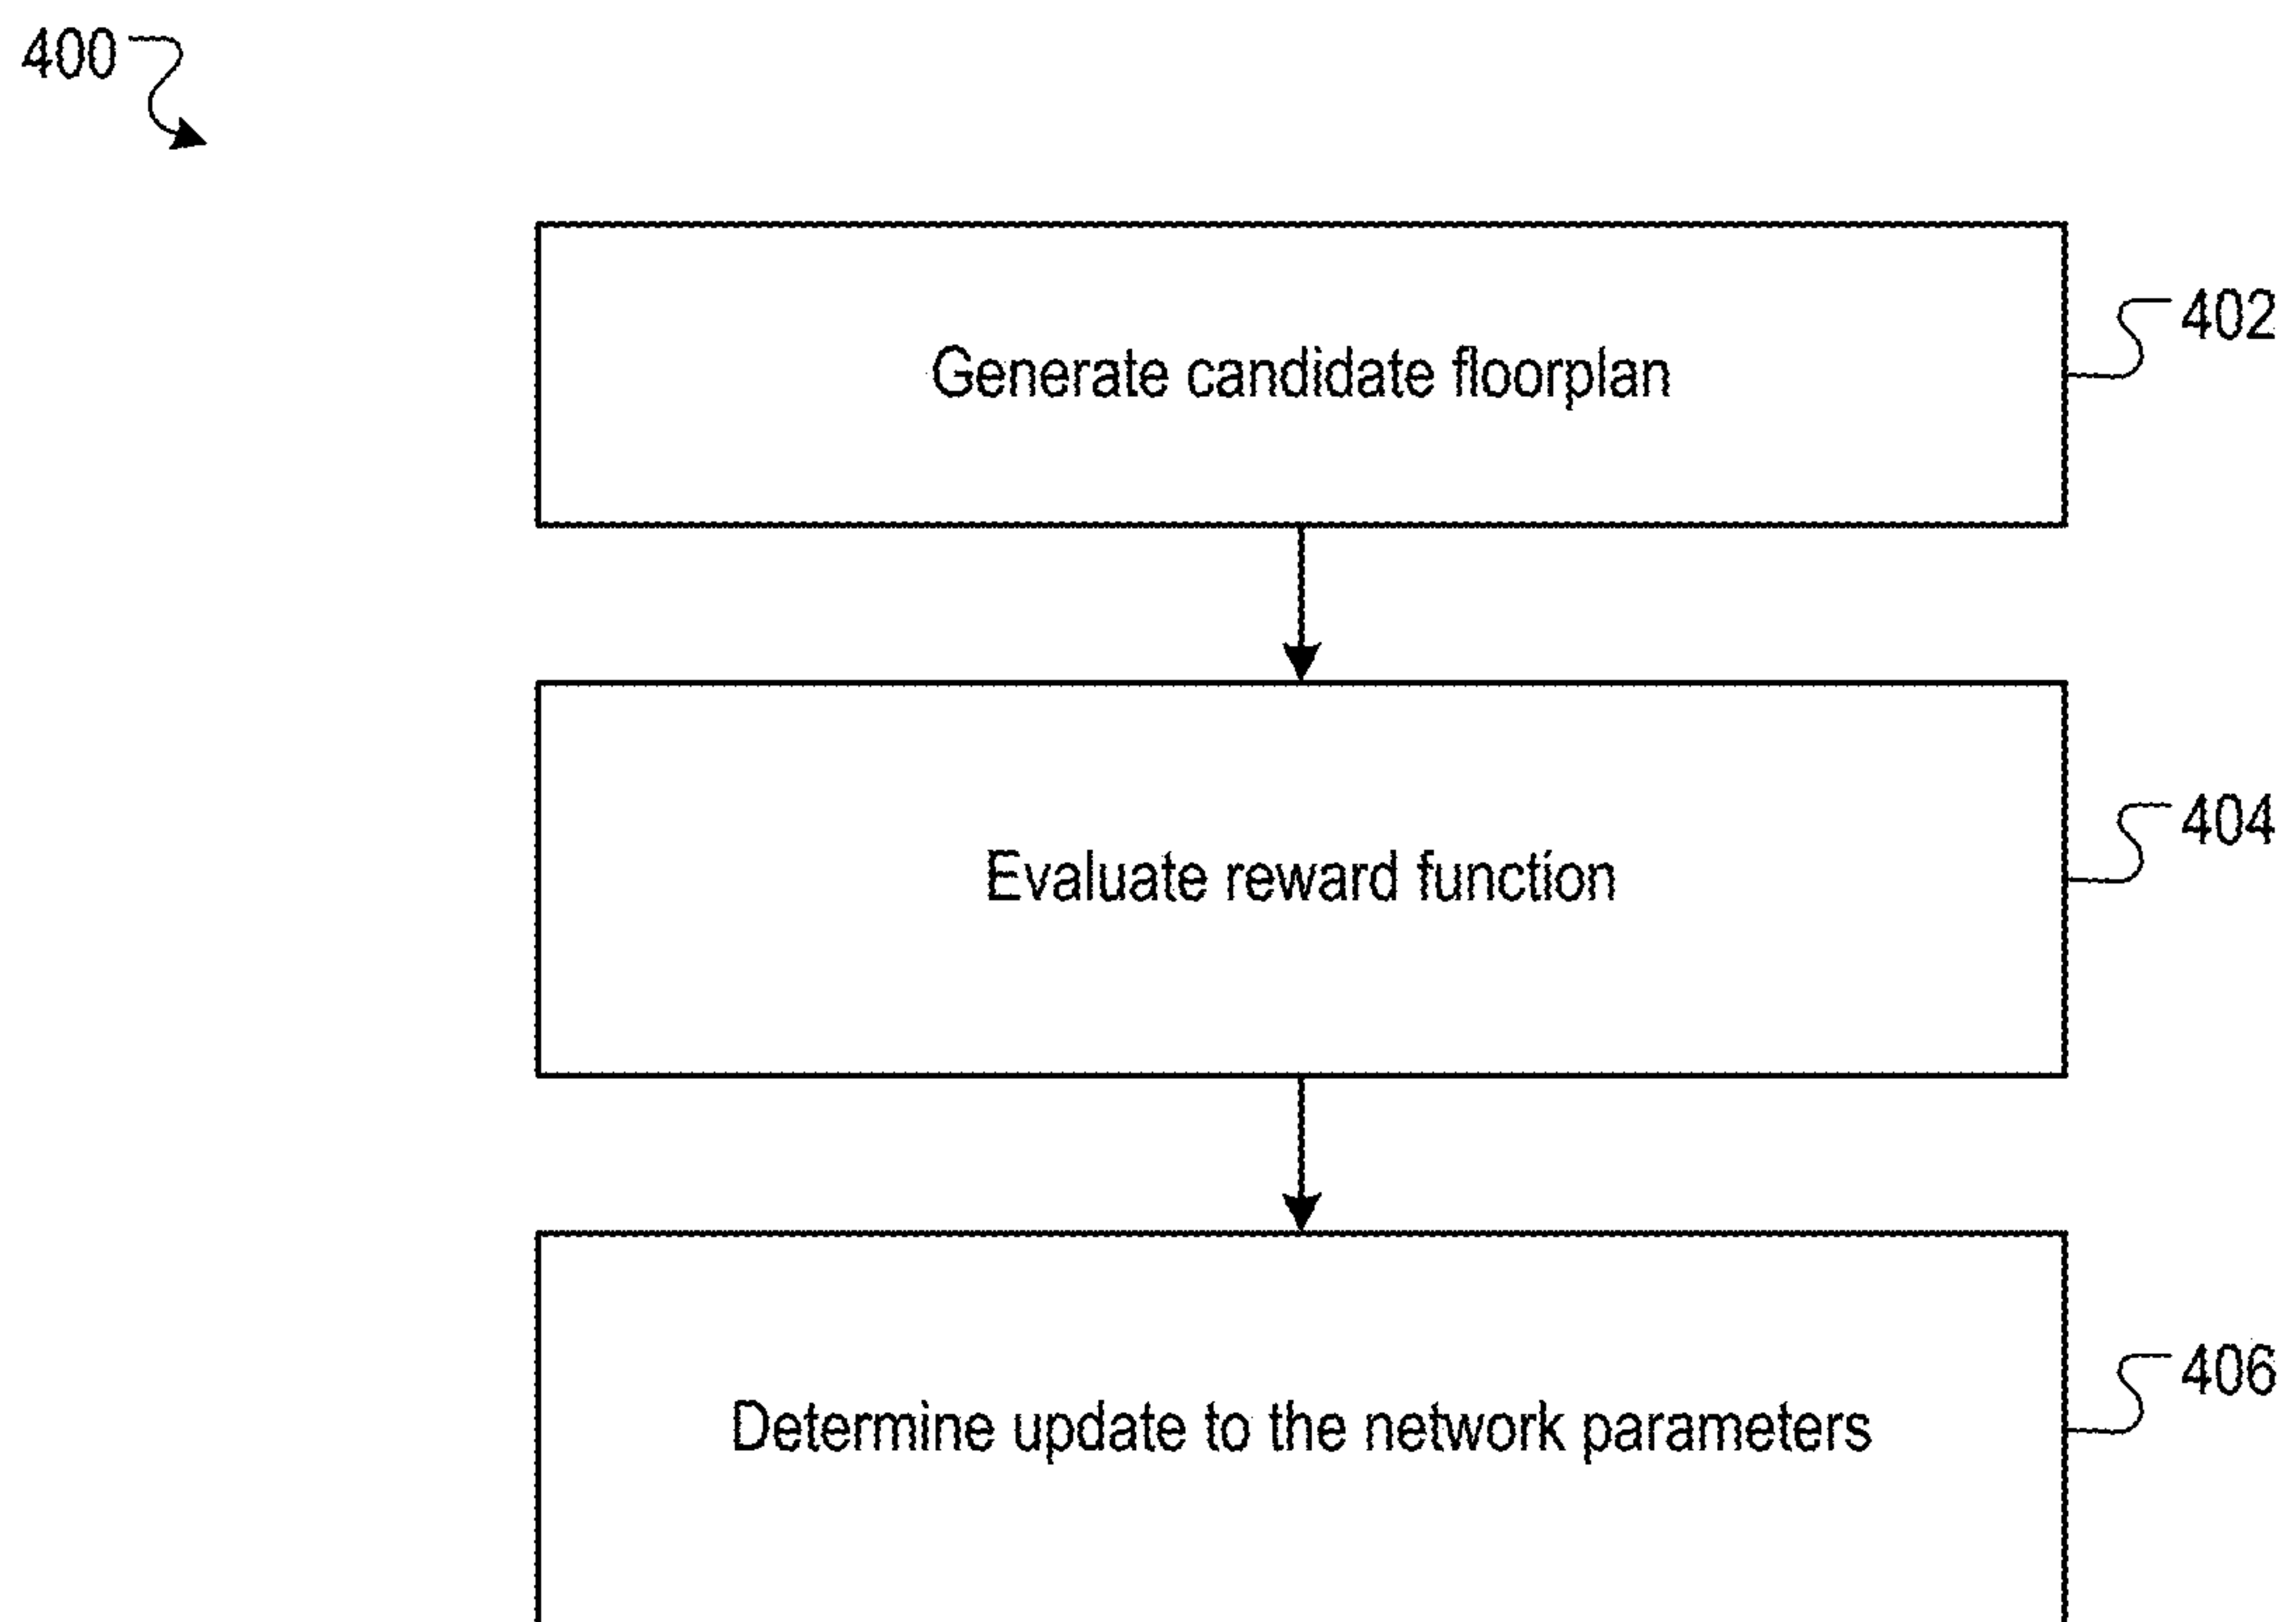 400
Generate candidate floorplan
402
Evaluate reward function
404
Determine update to the network parameters
406